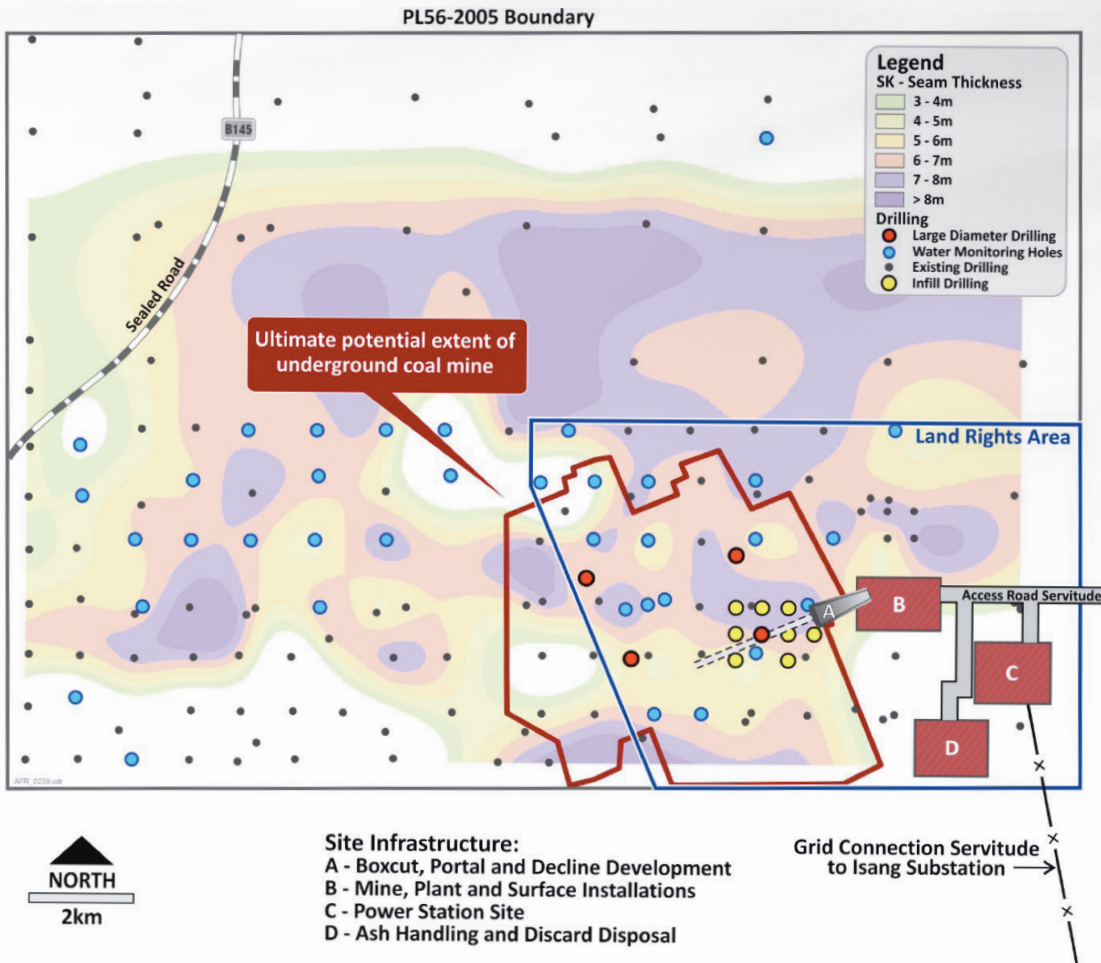 PL56-2005 Boundary
Legend
SK - Seam Thickness
3 - 4m
4 - 5m
5 - 6m
6 - 7m
7 - 8m
> 8m
Drilling
Large Diameter Drilling
Water Monitoring Holes
Existing Drilling
Infill Drilling
B145
Sealed Road
Ultimate potential extent of
underground coal mine
Land Rights Area
A
B
Access Road Servitude
C
D
AFR_0239.cdr
NORTH
2km
Site Infrastructure:
A - Boxcut, Portal and Decline Development
B - Mine, Plant and Surface Installations
C - Power Station Site
D - Ash Handling and Discard Disposal
Grid Connection Servitude
to Isang Substation